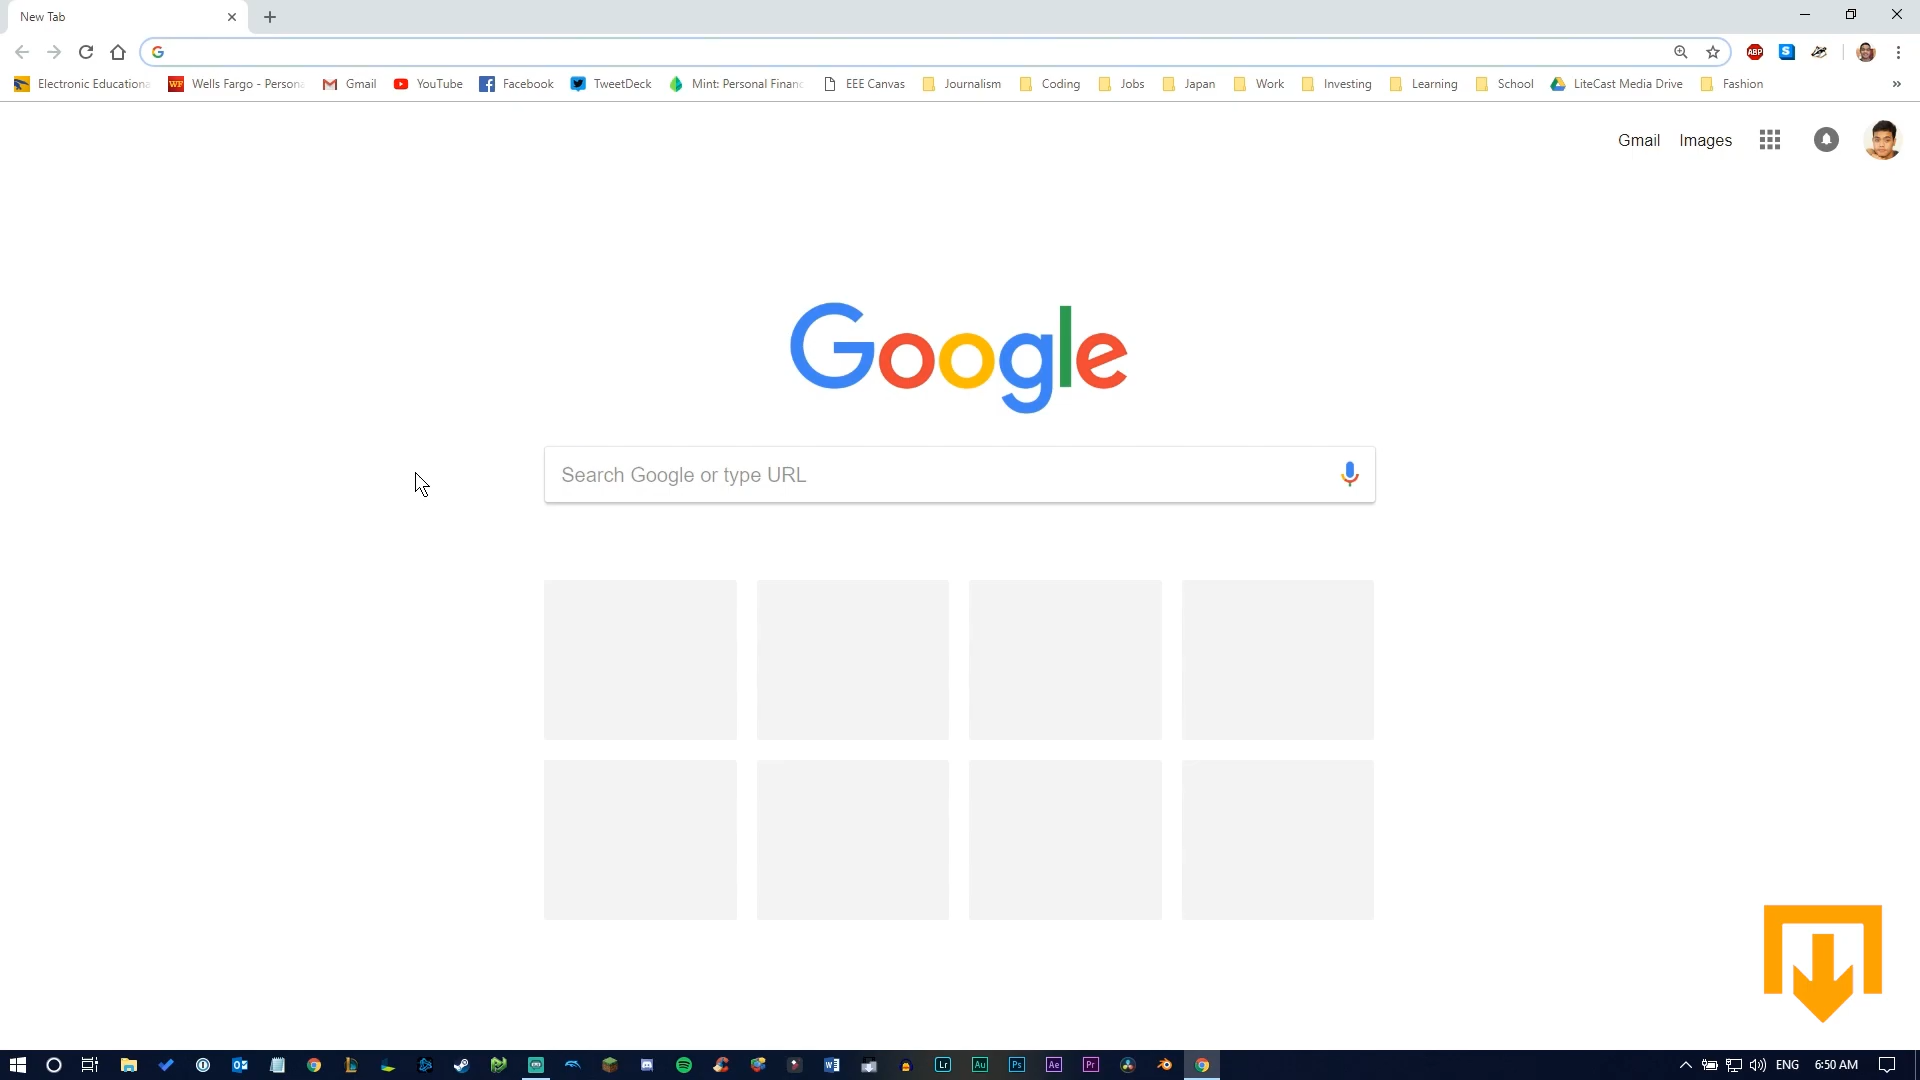 New Tab
Electronic Educationa
Wells Fargo - Persona
Gmail
YouTube
Facebook
TweetDeck
Mint: Personal Financ
EEE Canvas
Journalism
Coding
Jobs
Japan
Work
Investing
Learning
School
LiteCast Media Drive
Fashion
»
Gmail Images
Google
Search Google or type URL
ENG 6:50 AM